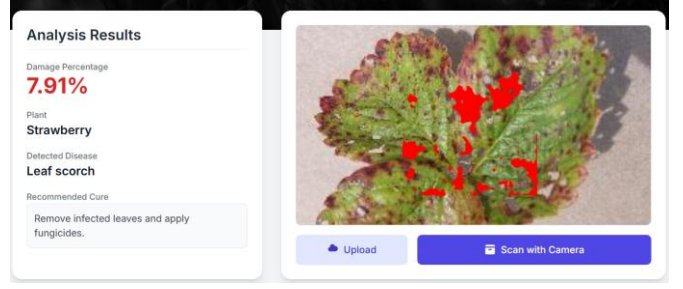 Analysis Results
Damage Percentage
7.91%
Plant
Strawberry
Detected Disease
Leaf scorch
Recommended Cure
Remove infected leaves and apply
fungicides.
Upload
Scan with Camera